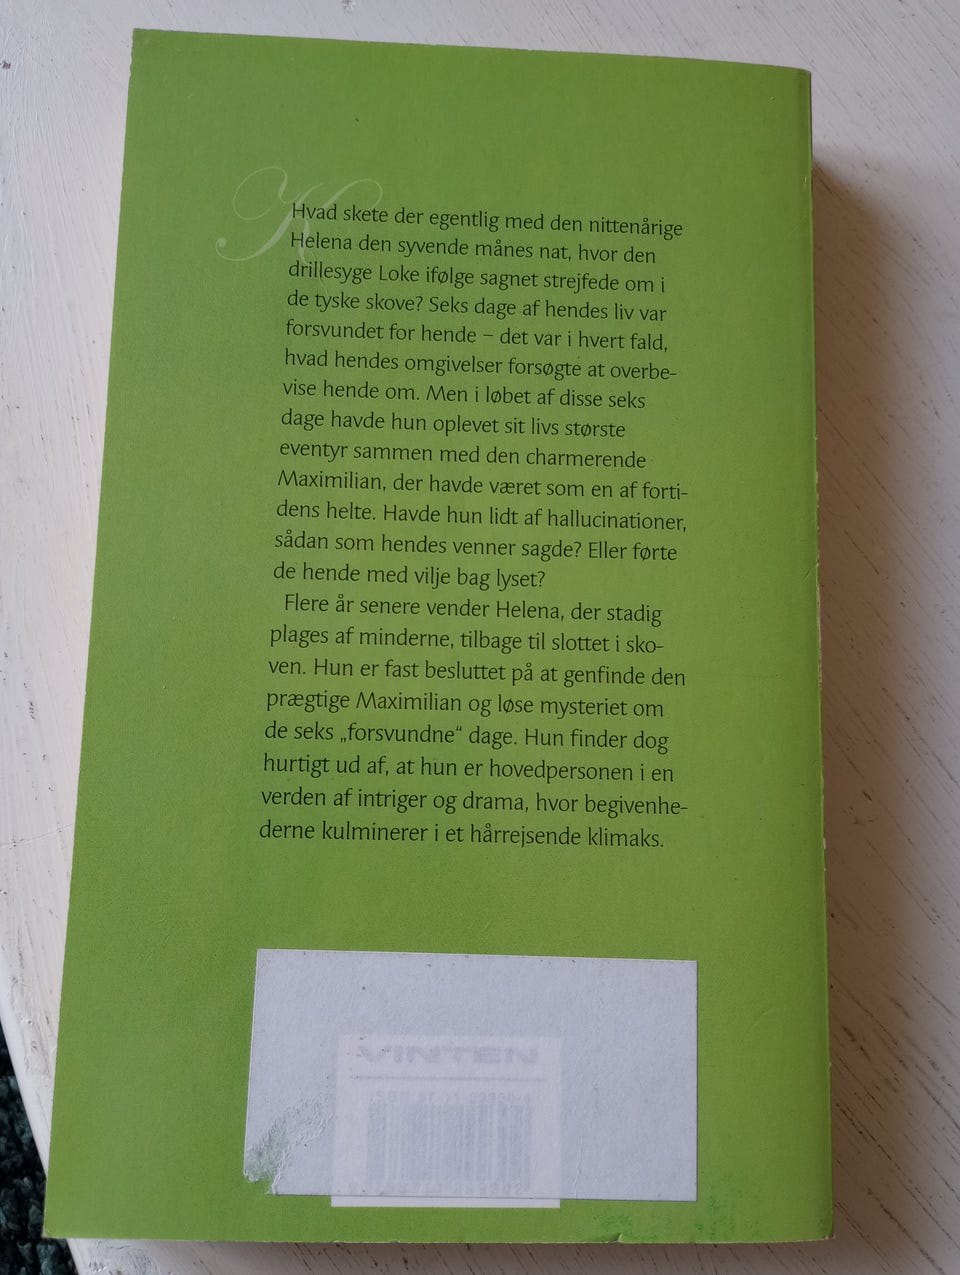 K
Hvad skete der egentlig med den nittenårige
Helena den syvende månes nat, hvor den
drillesyge Loke ifølge sagnet strejfede om i
de tyske skove? Seks dage af hendes liv var
forsvundet for hende – det var i hvert fald,
hvad hendes omgivelser forsøgte at overbe-
vise hende om. Men i løbet af disse seks
dage havde hun oplevet sit livs største
eventyr sammen med den charmerende
Maximilian, der havde været som en af forti-
dens helte. Havde hun lidt af hallucinationer,
sådan som hendes venner sagde? Eller førte
de hende med vilje bag lyset?
Flere år senere vender Helena, der stadig
plages af minderne, tilbage til slottet i sko-
ven. Hun er fast besluttet på at genfinde den
prægtige Maximilian og løse mysteriet om
de seks „forsvundne“ dage. Hun finder dog
hurtigt ud af, at hun er hovedpersonen i en
verden af intriger og drama, hvor begivenhe-
derne kulminerer i et hårrejsende klimaks.
VINTEN